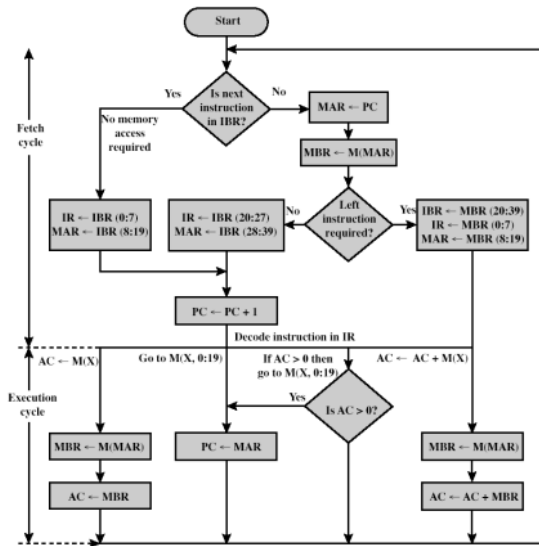 Start
Yes
Is next
instruction
in IBR?
No
MAR ← PC
No memory
access
required
Fetch
cycle
MBR ← M(MAR)
IR ← IBR (0:7)
MAR ← IBR (8:19)
IR ← IBR (20:27)
MAR ← IBR (28:39)
No
Left
instruction
required?
Yes
IBR ← MBR (20:39)
IR ← MBR (0:7)
MAR ← MBR (8:19)
PC ← PC + 1
Decode instruction in IR
AC ← M(X)
Go to M(X, 0:19)
If AC > 0 then
go to M(X, 0:19)
AC ← AC + M(X)
Execution
cycle
Yes
Is AC > 0?
MBR ← M(MAR)
PC ← MAR
MBR ← M(MAR)
AC ← MBR
AC ← AC + MBR